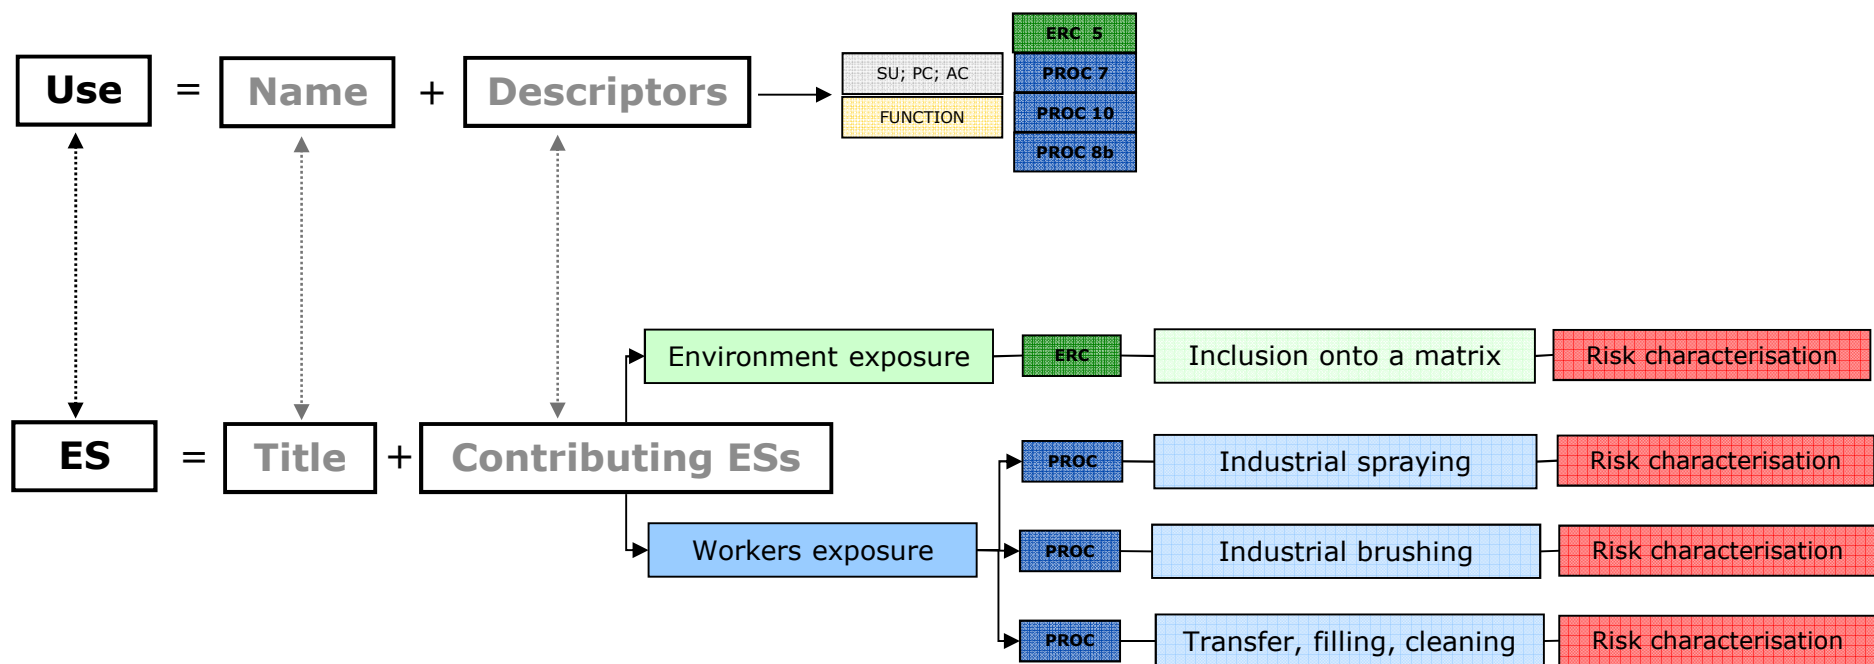 ERC 5
Use = Name + Descriptors
SU; PC; AC
PROC 7
FUNCTION
PROC 10
PROC 8b
Environment exposure
ERC
Inclusion onto a matrix
Risk characterisation
ES = Title + Contributing ESs
PROC
Industrial spraying
Risk characterisation
Workers exposure
PROC
Industrial brushing
Risk characterisation
PROC
Transfer, filling, cleaning
Risk characterisation